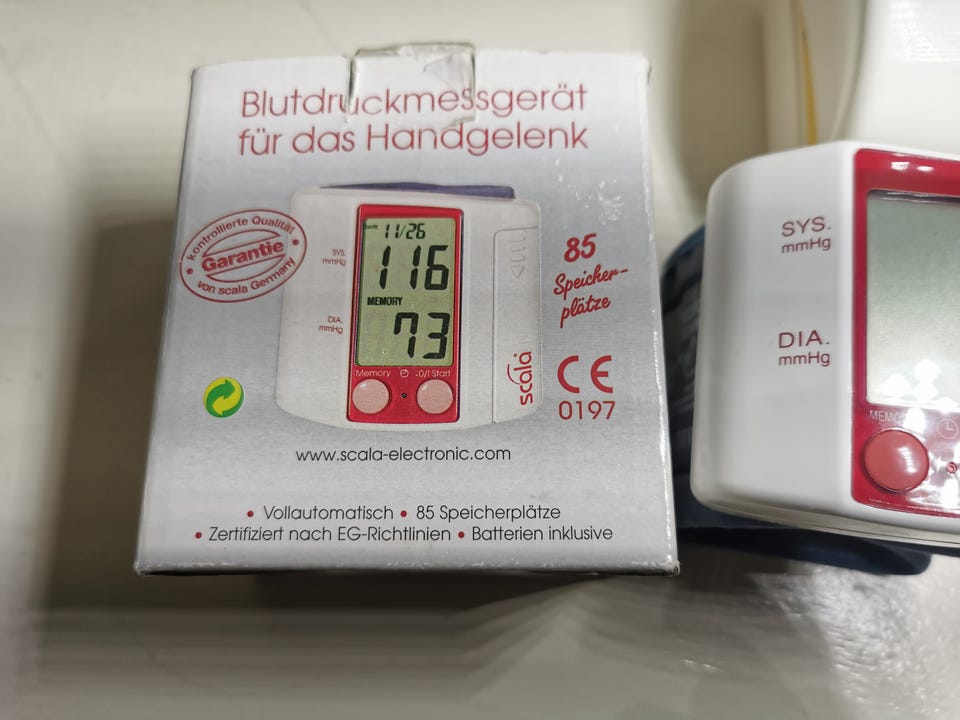 Blutdruckmessgerät
für das Handgelenk
kontrollierte Qualität
Garantie
von scala Germany
SYS.
mmHg
DIA.
mmHg
11/26
116
MEMORY
73
Memory -0/I Start
scala
85
Speicher-
plätze
CE
0197
www.scala-electronic.com
• Vollautomatisch • 85 Speicherplätze
• Zertifiziert nach EG-Richtlinien • Batterien inklusive
SYS.
mmHg
DIA.
mmHg